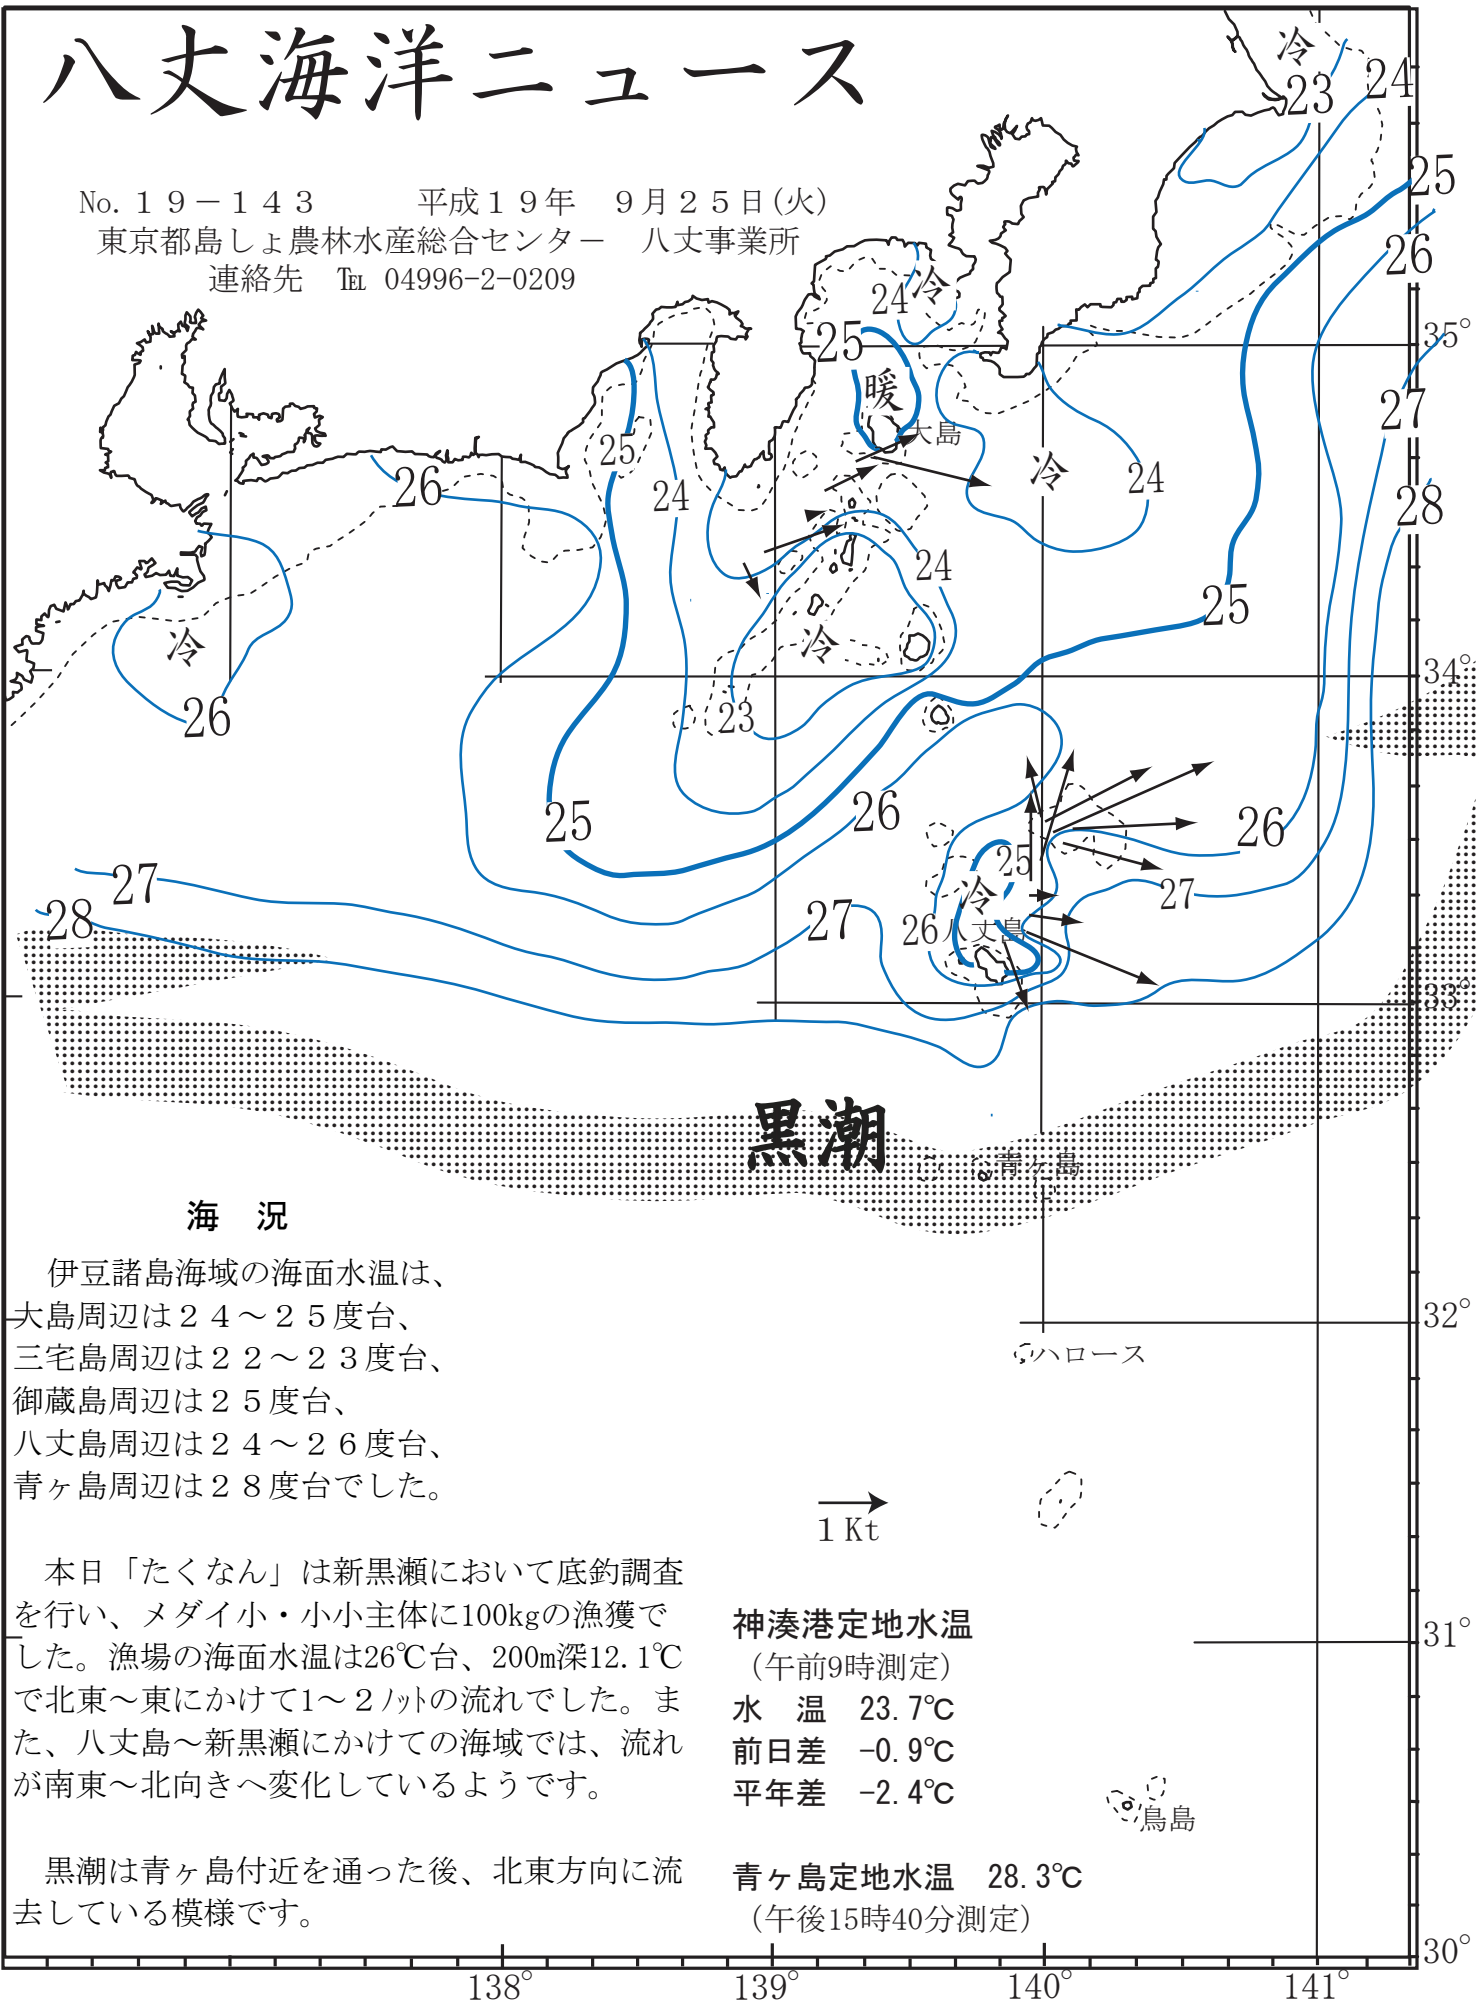 八丈海洋ニュース
No.１９－１４３　　　平成１９年　９月２５日(火)
東京都島しょ農林水産総合センター　八丈事業所
連絡先　℡ 04996-2-0209
冷
23
24
25
26
35°
27
28
24
冷
25
暖
大島
冷
24
25
24
26
24
25
冷
冷
34°
26
23
25
26
26
25
27
冷
27
28
27
26
八丈島
33°
黒潮
青ヶ島
32°
ハロース
海　況
伊豆諸島海域の海面水温は、
大島周辺は２４～２５度台、
三宅島周辺は２２～２３度台、
御蔵島周辺は２５度台、
八丈島周辺は２４～２６度台、
青ヶ島周辺は２８度台でした。
本日「たくなん」は新黒瀬において底釣調査
を行い、メダイ小・小小主体に100kgの漁獲で
した。漁場の海面水温は26℃台、200m深12.1℃
で北東～東にかけて1～２ﾉｯﾄの流れでした。ま
た、八丈島～新黒瀬にかけての海域では、流れ
が南東～北向きへ変化しているようです。
黒潮は青ヶ島付近を通った後、北東方向に流
去している模様です。
1 Kt
神湊港定地水温
（午前9時測定）
水　温　23.7℃
前日差　-0.9℃
平年差　-2.4℃
青ヶ島定地水温　28.3℃
（午後15時40分測定）
31°
鳥島
30°
138°
139°
140°
141°